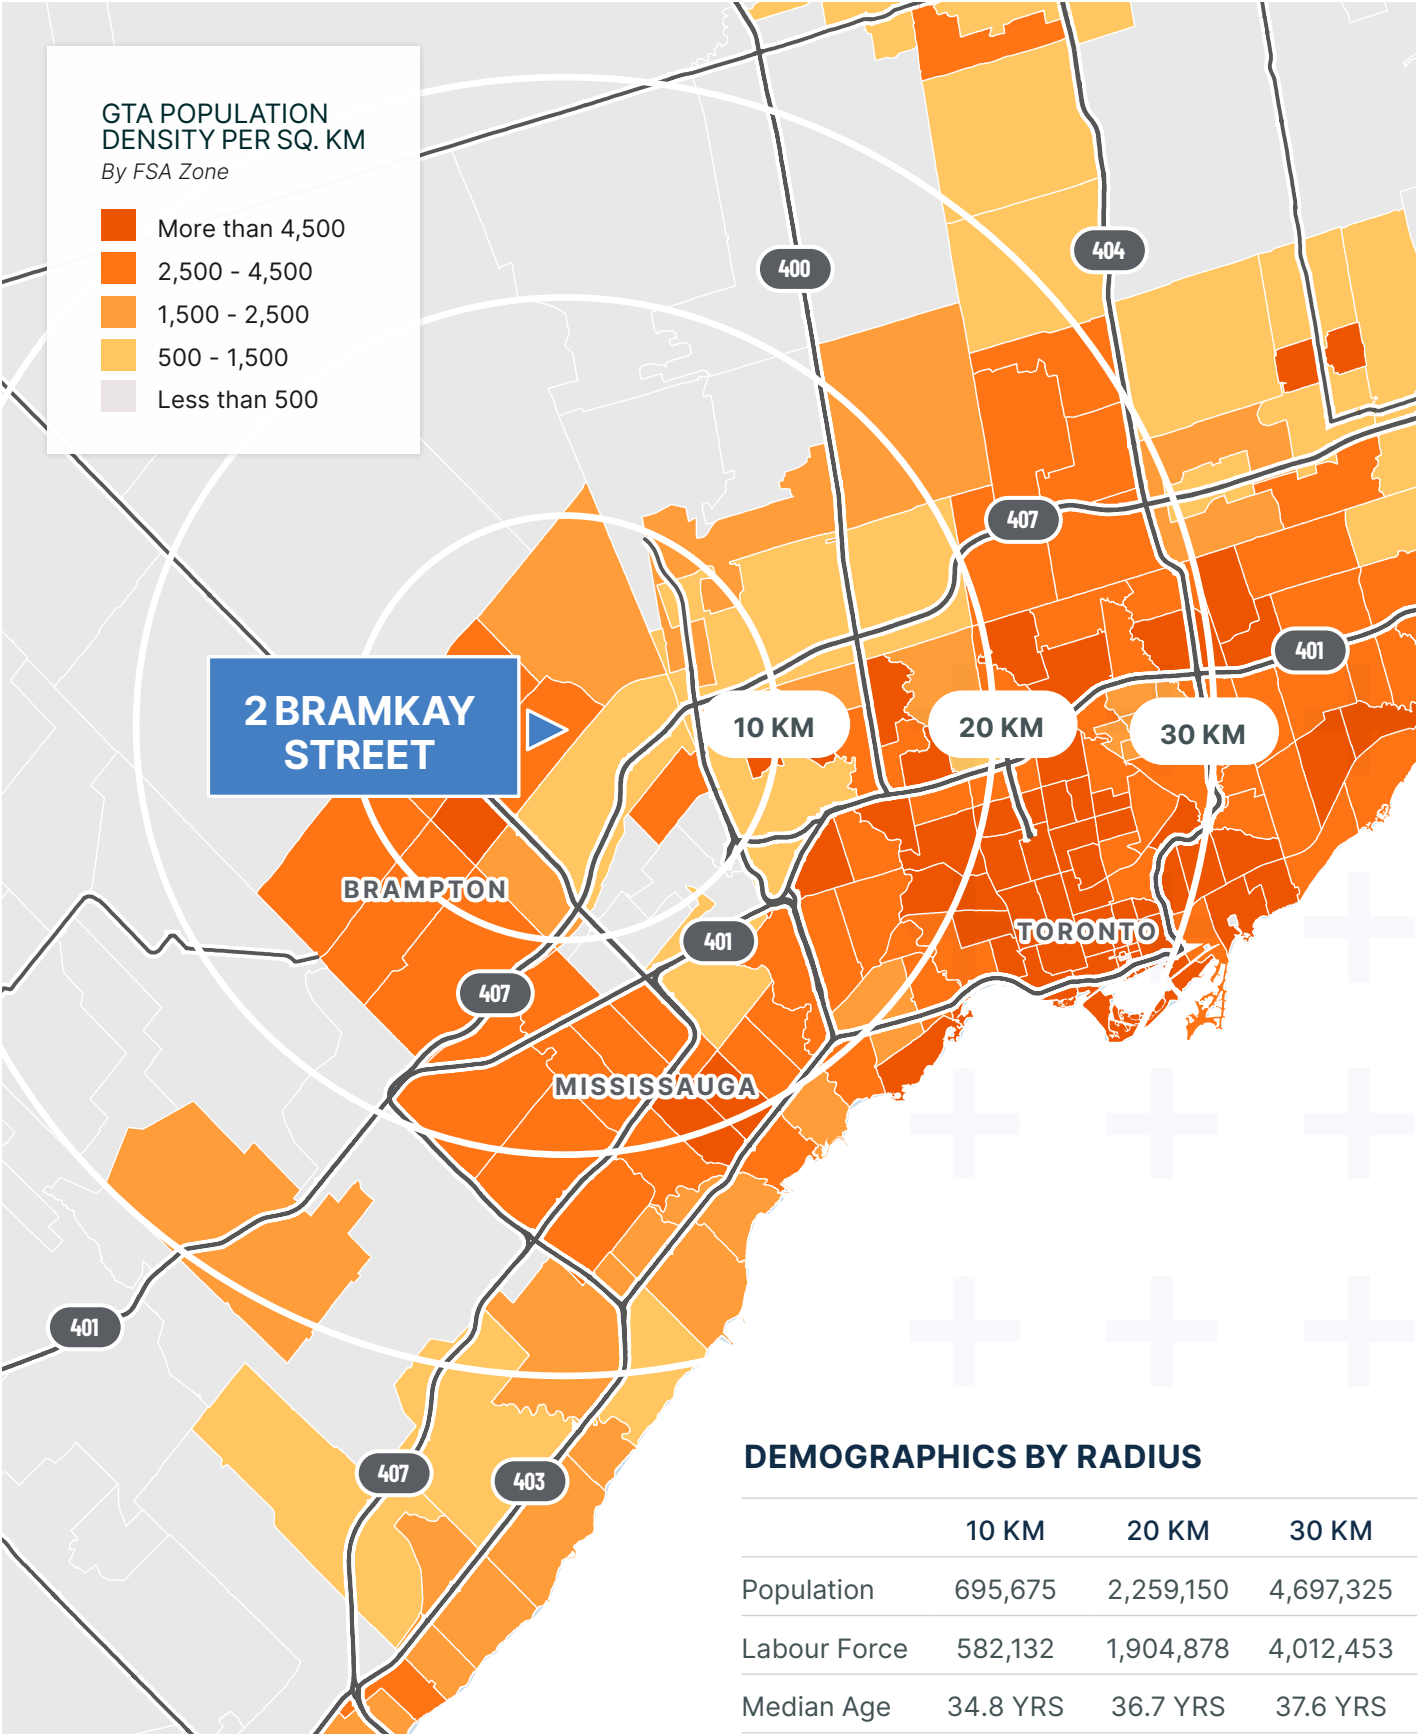 GTA POPULATION
DENSITY PER SQ. KM
By FSA Zone
More than 4,500
2,500 - 4,500
1,500 - 2,500
500 - 1,500
Less than 500
400
404
407
401
2 BRAMKAY
STREET
10 KM
20 KM
30 KM
BRAMPTON
TORONTO
401
407
MISSISSAUGA
401
407
403
DEMOGRAPHICS BY RADIUS
10 KM 20 KM 30 KM
Population 695,675 2,259,150 4,697,325
Labour Force 582,132 1,904,878 4,012,453
Median Age 34.8 YRS 36.7 YRS 37.6 YRS